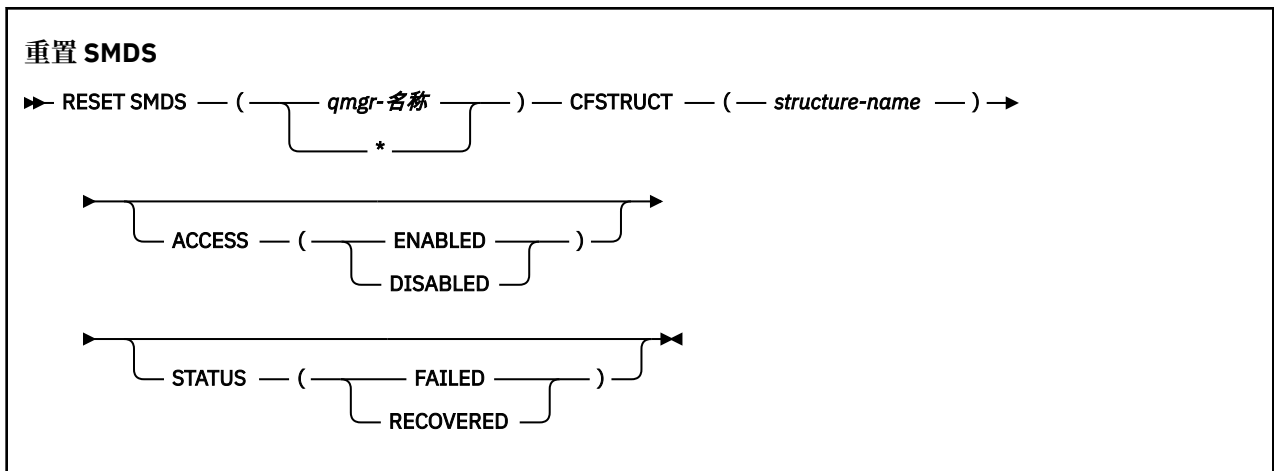 重置 SMDS
RESET SMDS ( qmgr-名称 ) CFSTRUCT ( structure-name )
*
ACCESS ( ENABLED )
DISABLED
STATUS ( FAILED )
RECOVERED